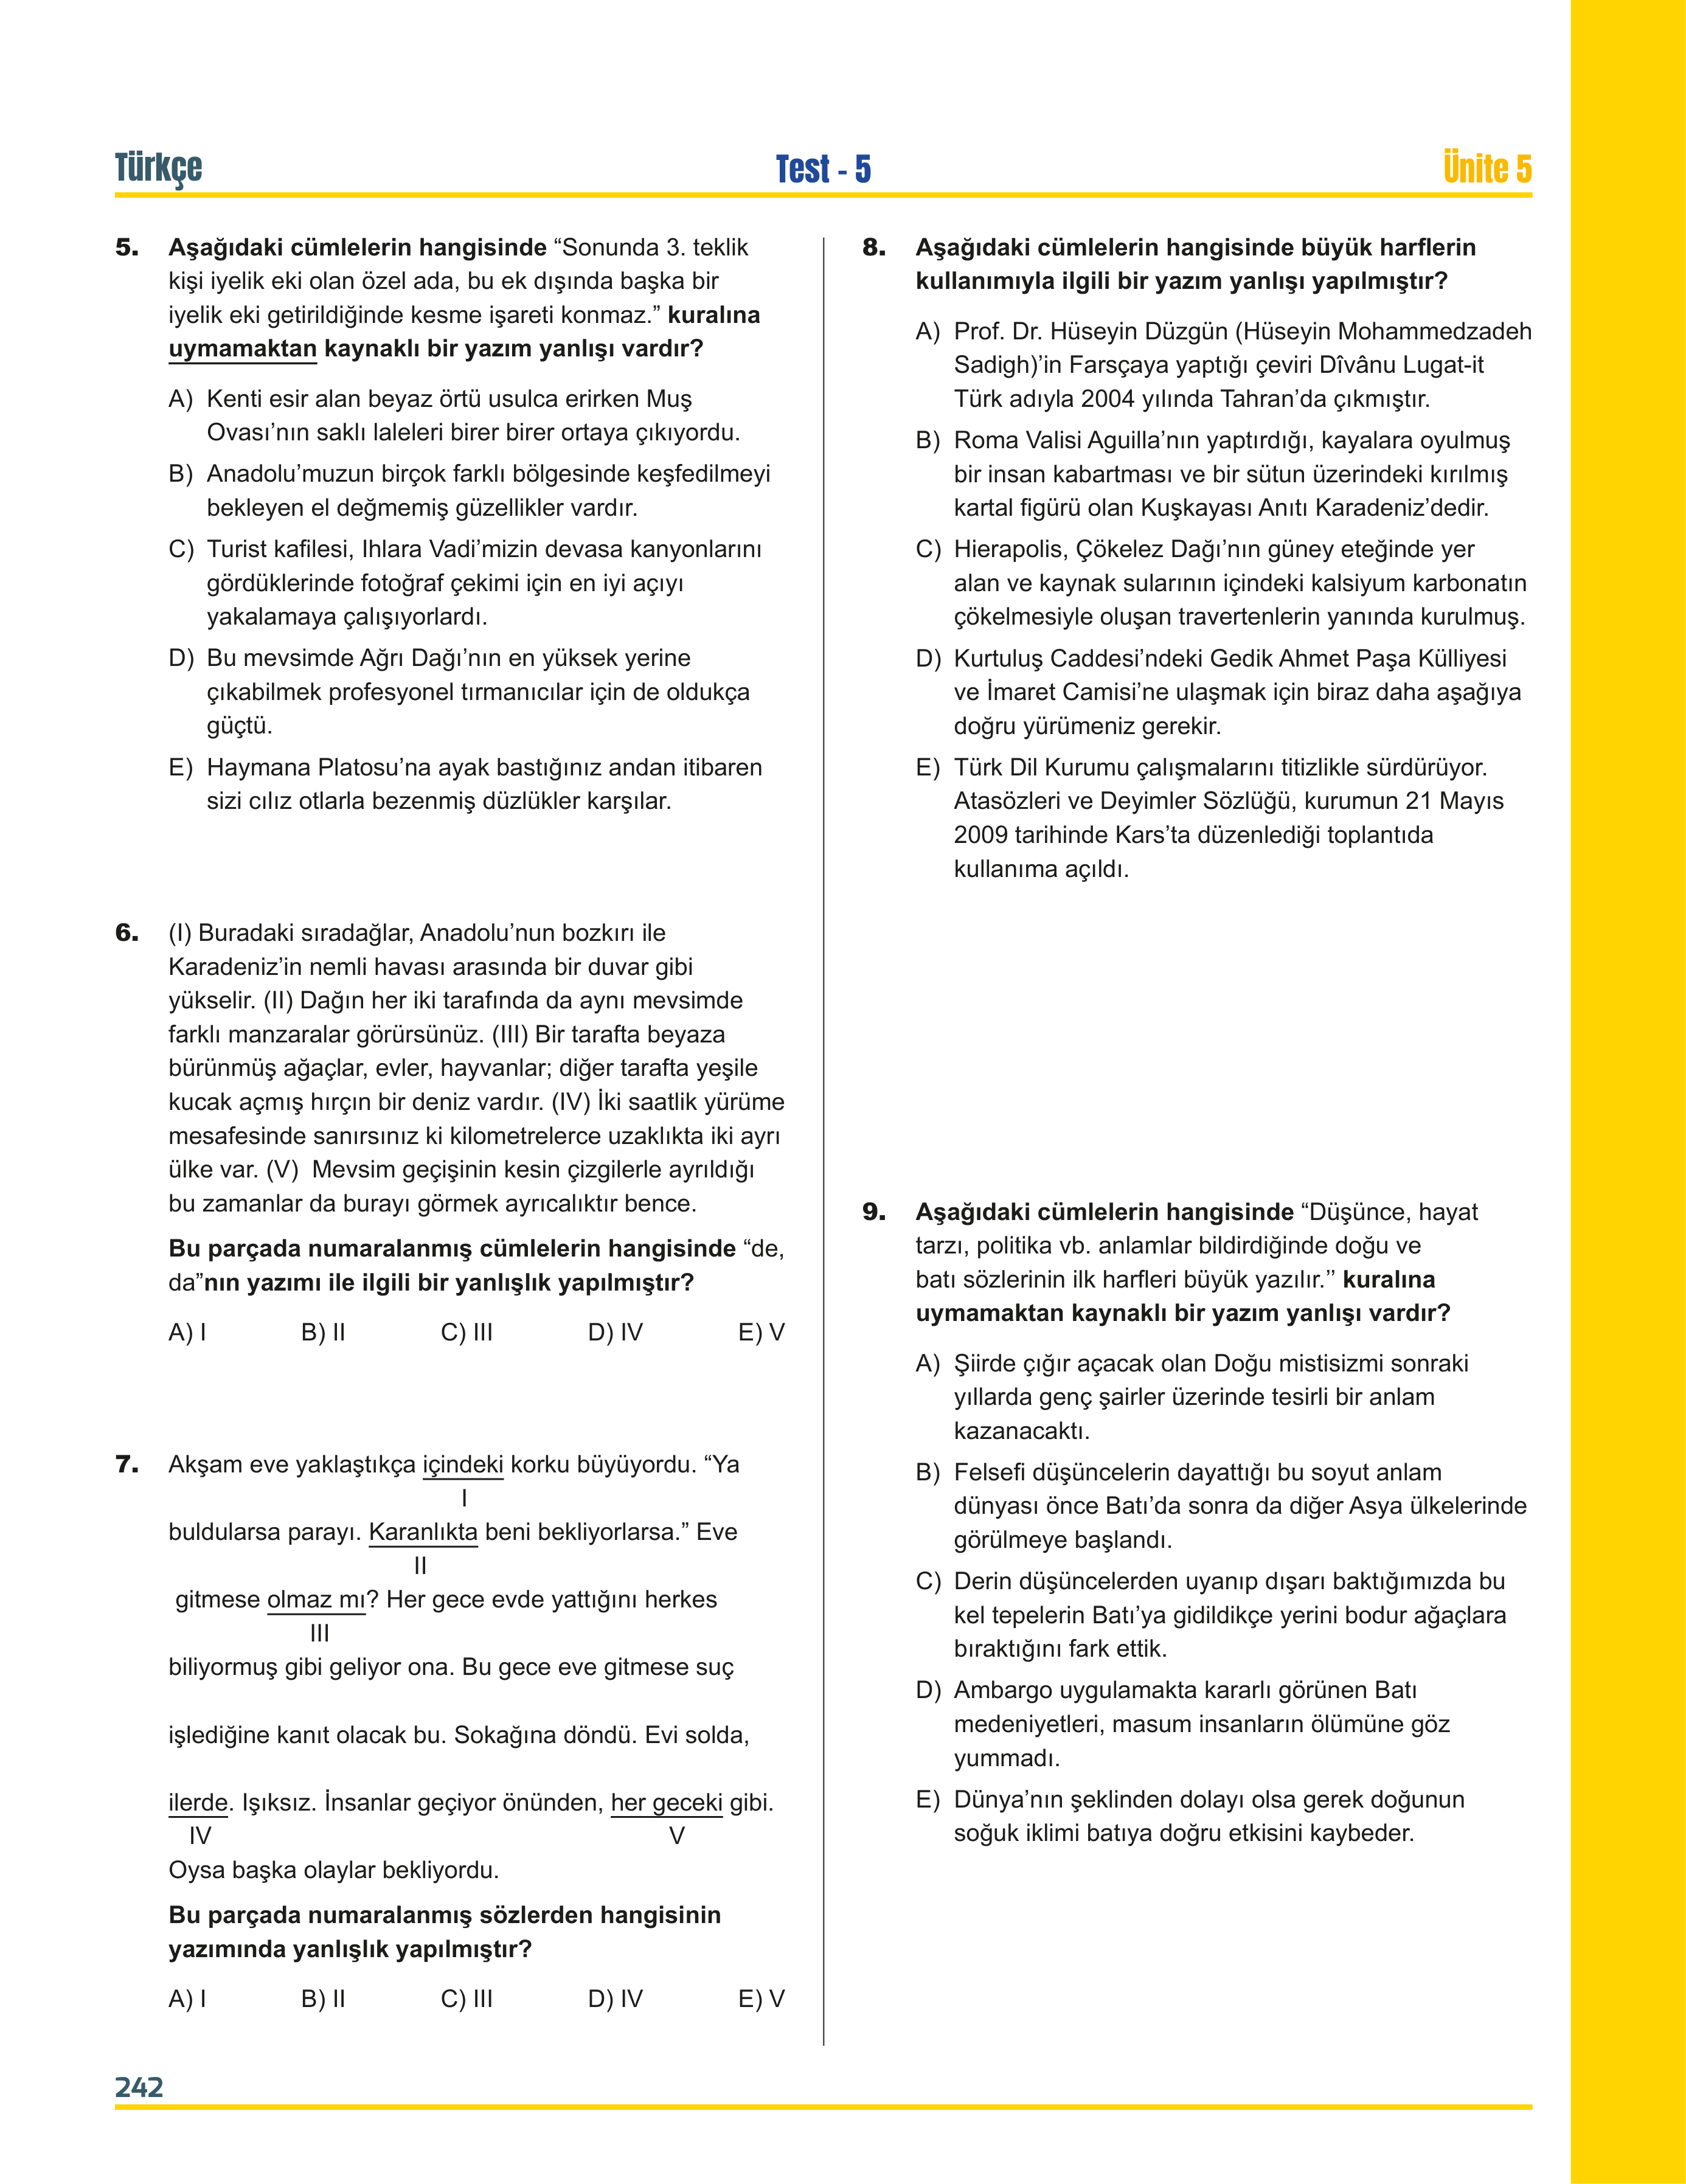 Türkçe
Test - 5
Ünite 5
5. Aşağıdaki cümlelerin hangisinde “Sonunda 3. teklik
kişi iyelik eki olan özel ada, bu ek dışında başka bir
iyelik eki getirildiğinde kesme işareti konmaz.” kuralına
uymamaktan kaynaklı bir yazım yanlışı vardır?
A) Kenti esir alan beyaz örtü usulca erirken Muş
Ovası’nın saklı laleleri birer birer ortaya çıkıyordu.
B) Anadolu’muzun birçok farklı bölgesinde keşfedilmeyi
bekleyen el değmemiş güzellikler vardır.
C) Turist kafilesi, Ihlara Vadi’mizin devasa kanyonlarını
gördüklerinde fotoğraf çekimi için en iyi açıyı
yakalamaya çalışıyorlardı.
D) Bu mevsimde Ağrı Dağı’nın en yüksek yerine
çıkabilmek profesyonel tırmanıcılar için de oldukça
güçtü.
E) Haymana Platosu’na ayak bastığınız andan itibaren
sizi cılız otlarla bezenmiş düzlükler karşılar.
6. (I) Buradaki sıradağlar, Anadolu’nun bozkırı ile
Karadeniz’in nemli havası arasında bir duvar gibi
yükselir. (II) Dağın her iki tarafında da aynı mevsimde
farklı manzaralar görürsünüz. (III) Bir tarafta beyaza
bürünmüş ağaçlar, evler, hayvanlar; diğer tarafta yeşile
kucak açmış hırçın bir deniz vardır. (IV) İki saatlik yürüme
mesafesinde sanırsınız ki kilometrelerce uzaklıkta iki ayrı
ülke var. (V) Mevsim geçişinin kesin çizgilerle ayrıldığı
bu zamanlar da burayı görmek ayrıcalıktır bence.
Bu parçada numaralanmış cümlelerin hangisinde “de,
da”nın yazımı ile ilgili bir yanlışlık yapılmıştır?
A) I B) II C) III D) IV E) V
7. Akşam eve yaklaştıkça içindeki korku büyüyordu. “Ya
I
buldularsa parayı. Karanlıkta beni bekliyorlarsa.” Eve
II
gitmese olmaz mı? Her gece evde yattığını herkes
III
biliyormuş gibi geliyor ona. Bu gece eve gitmese suç
işlediğine kanıt olacak bu. Sokağına döndü. Evi solda,
ilerde. Işıksız. İnsanlar geçiyor önünden, her geceki gibi.
IV V
Oysa başka olaylar bekliyordu.
Bu parçada numaralanmış sözlerden hangisinin
yazımında yanlışlık yapılmıştır?
A) I B) II C) III D) IV E) V
8. Aşağıdaki cümlelerin hangisinde büyük harflerin
kullanımıyla ilgili bir yazım yanlışı yapılmıştır?
A) Prof. Dr. Hüseyin Düzgün (Hüseyin Mohammedzadeh
Sadigh)’in Farsçaya yaptığı çeviri Dîvânu Lugat-it
Türk adıyla 2004 yılında Tahran’da çıkmıştır.
B) Roma Valisi Aguilla’nın yaptırdığı, kayalara oyulmuş
bir insan kabartması ve bir sütun üzerindeki kırılmış
kartal figürü olan Kuşkayası Anıtı Karadeniz’dedir.
C) Hierapolis, Çökelez Dağı’nın güney eteğinde yer
alan ve kaynak sularının içindeki kalsiyum karbonatın
çökelmesiyle oluşan travertenlerin yanında kurulmuş.
D) Kurtuluş Caddesi’ndeki Gedik Ahmet Paşa Külliyesi
ve İmaret Camisi’ne ulaşmak için biraz daha aşağıya
doğru yürümeniz gerekir.
E) Türk Dil Kurumu çalışmalarını titizlikle sürdürüyor.
Atasözleri ve Deyimler Sözlüğü, kurumun 21 Mayıs
2009 tarihinde Kars’ta düzenlediği toplantıda
kullanıma açıldı.
9. Aşağıdaki cümlelerin hangisinde “Düşünce, hayat
tarzı, politika vb. anlamlar bildirdiğinde doğu ve
batı sözlerinin ilk harfleri büyük yazılır.’’ kuralına
uymamaktan kaynaklı bir yazım yanlışı vardır?
A) Şiirde çığır açacak olan Doğu mistisizmi sonraki
yıllarda genç şairler üzerinde tesirli bir anlam
kazanacaktı.
B) Felsefi düşüncelerin dayattığı bu soyut anlam
dünyası önce Batı’da sonra da diğer Asya ülkelerinde
görülmeye başlandı.
C) Derin düşüncelerden uyanıp dışarı baktığımızda bu
kel tepelerin Batı’ya gidildikçe yerini bodur ağaçlara
bıraktığını fark ettik.
D) Ambargo uygulamakta kararlı görünen Batı
medeniyetleri, masum insanların ölümüne göz
yummadı.
E) Dünya’nın şeklinden dolayı olsa gerek doğunun
soğuk iklimi batıya doğru etkisini kaybeder.
242